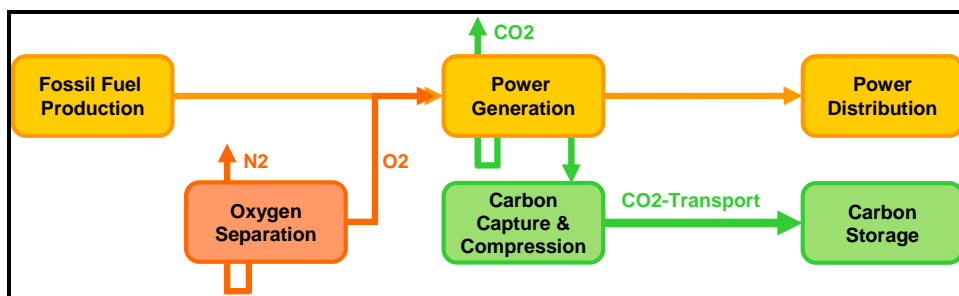 CO2
Fossil Fuel
Production
Power
Generation
Power
Distribution
N2
O2
Oxygen
Separation
Carbon
Capture &
Compression
CO2-Transport
Carbon
Storage